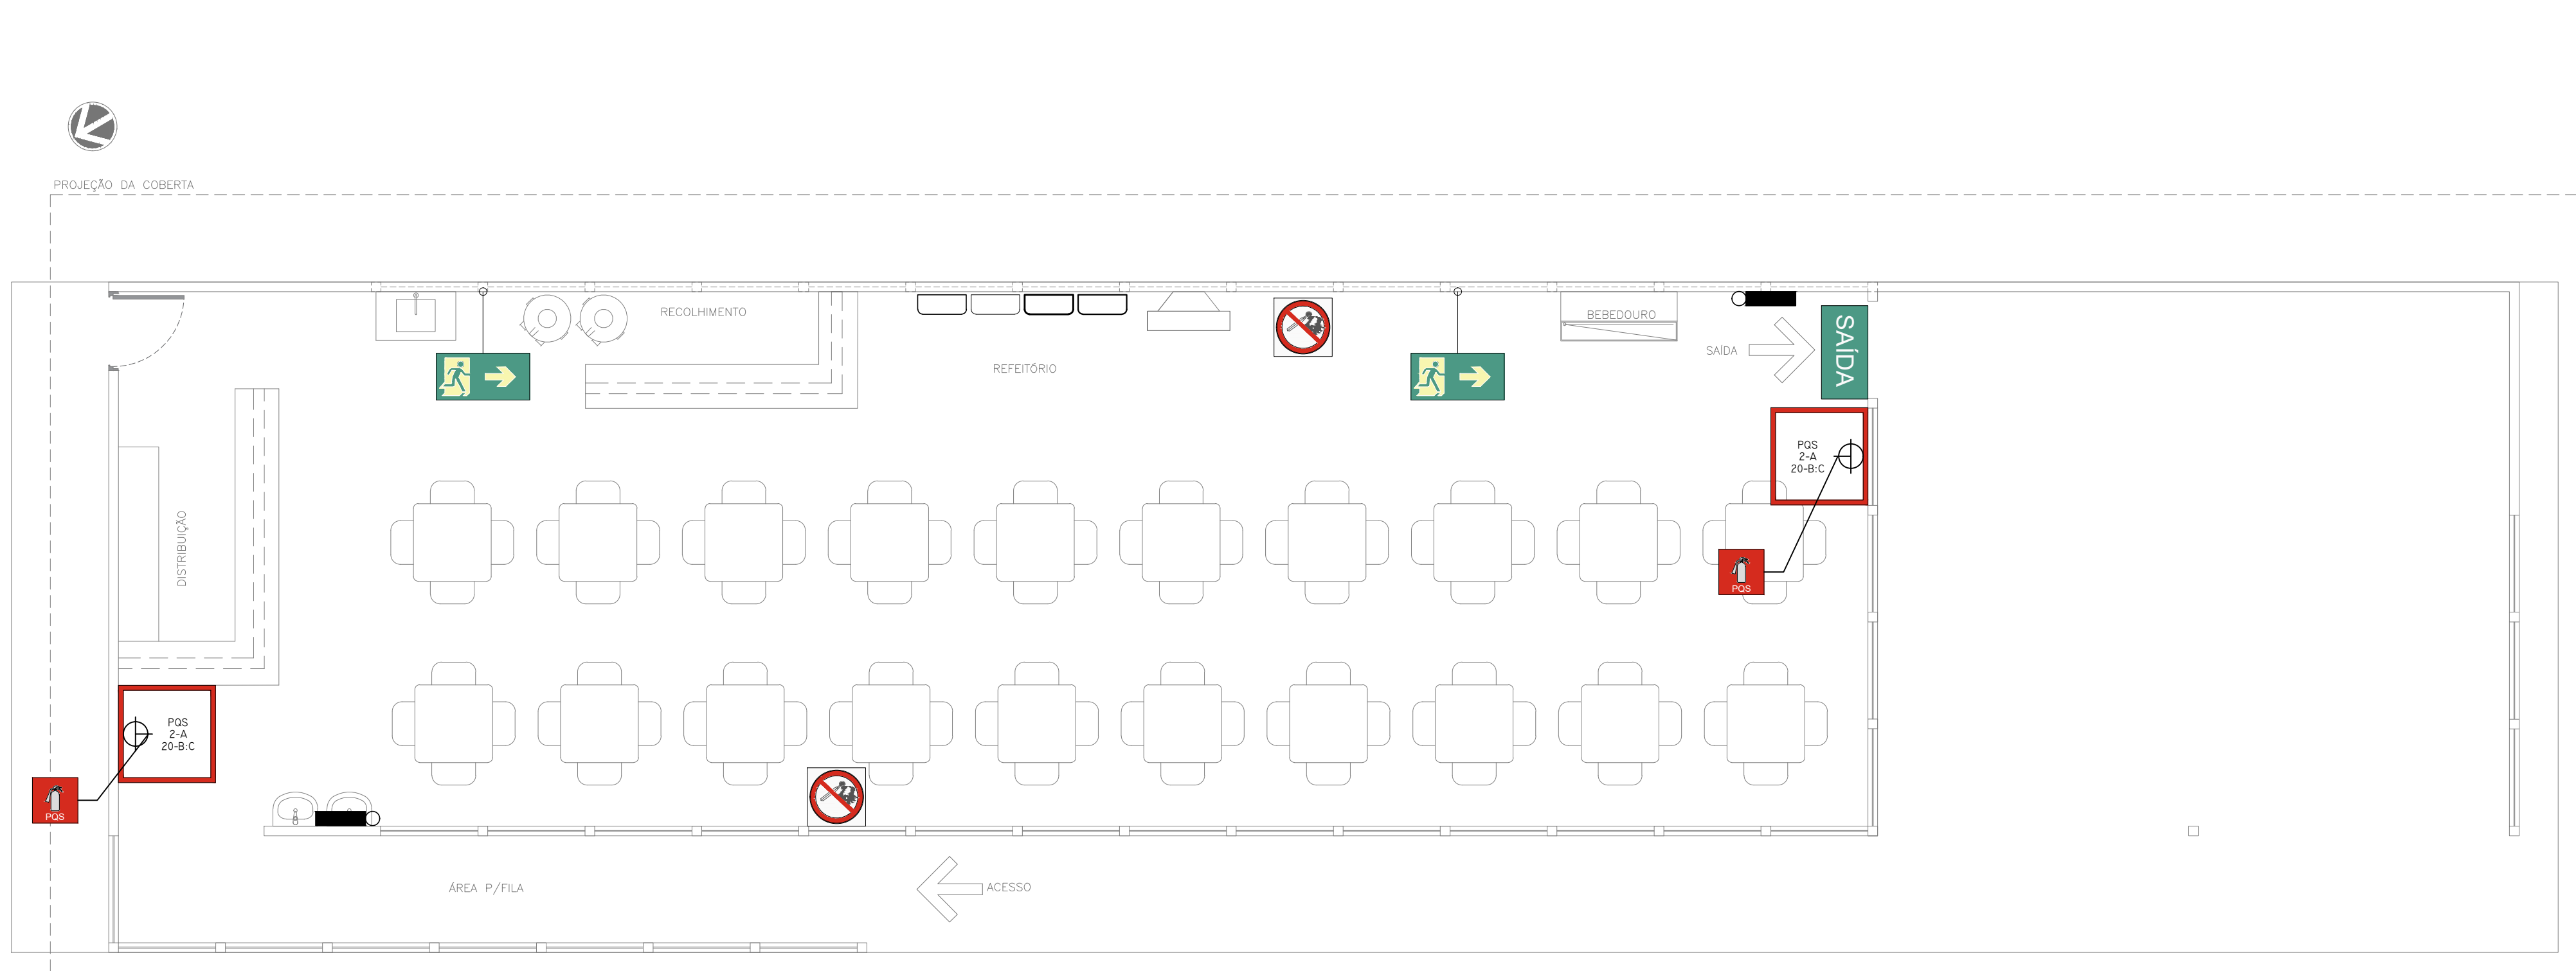 PROJEÇÃO DA COBERTA
RECOLHIMENTO
REFEITÓRIO
BEBEDOURO
SAÍDA
SAÍDA
PQS
2-A
20-B:C
DISTRIBUIÇÃO
PQS
PQS
2-A
20-B:C
PQS
ÁREA P/FILA
ACESSO